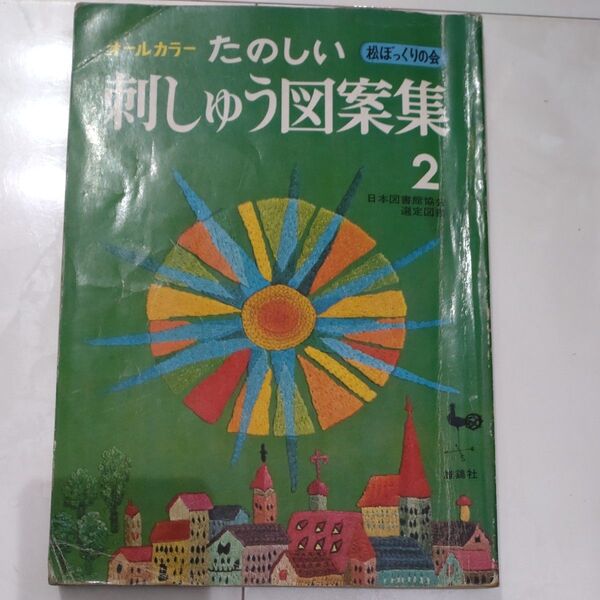 オールカラー たのしい 松ぼっくりの会
刺しゅう図案集
2
日本図書館協会
選定図書
雄鶏社